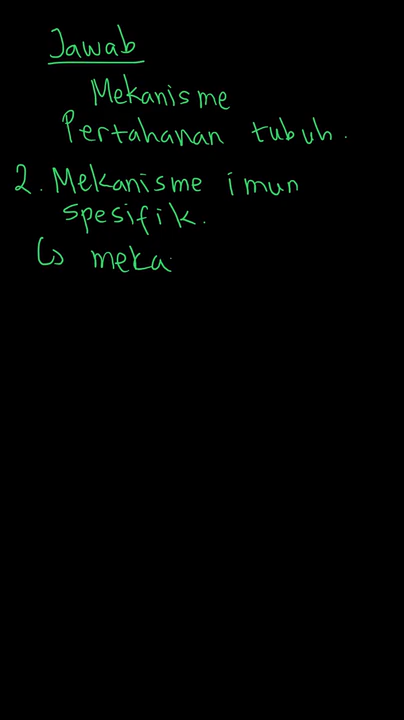 Jawab
Mekanisme
Pertahanan tubuh.
2. Mekanisme imun
spesifik.
↳ meka